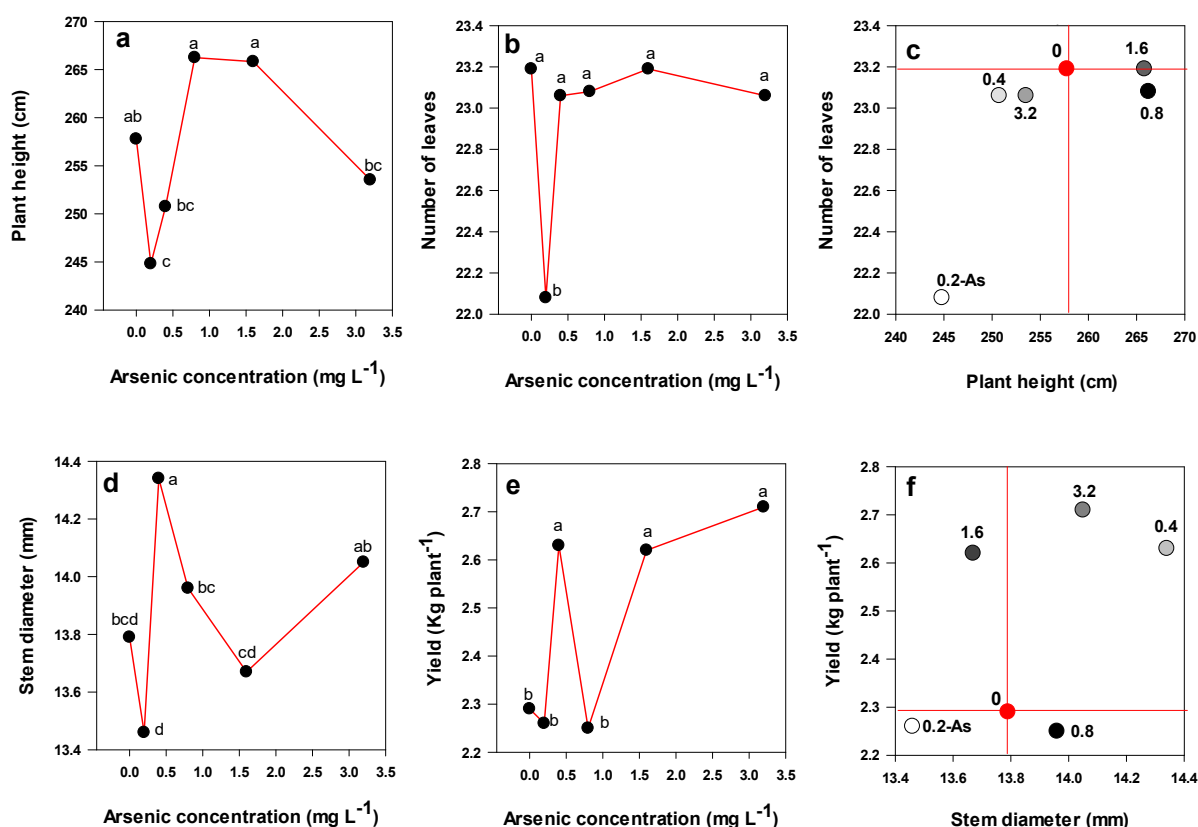 a
Plant height (cm)
270
265
260
255
250
245
240
ab
c
bc
a
a
bc
0.0 0.5 1.0 1.5 2.0 2.5 3.0 3.5
Arsenic concentration (mg L-1)
b
Number of leaves
23.4
23.2
23.0
22.8
22.6
22.4
22.2
22.0
a
b
a
a
a
a
0.0 0.5 1.0 1.5 2.0 2.5 3.0 3.5
Arsenic concentration (mg L-1)
c
Number of leaves
23.4
23.2
23.0
22.8
22.6
22.4
22.2
22.0
0
1.6
0.4
3.2
0.8
0.2-As
240 245 250 255 260 265 270
Plant height (cm)
d
Stem diameter (mm)
14.4
14.2
14.0
13.8
13.6
13.4
bcd
d
a
bc
cd
ab
0.0 0.5 1.0 1.5 2.0 2.5 3.0 3.5
Arsenic concentration (mg L-1)
e
Yield (Kg plant-1)
2.8
2.7
2.6
2.5
2.4
2.3
2.2
b
b
a
b
a
a
0.0 0.5 1.0 1.5 2.0 2.5 3.0 3.5
Arsenic concentration (mg L-1)
f
Yield (kg plant-1)
2.8
2.7
2.6
2.5
2.4
2.3
2.2
3.2
1.6
0.4
0
0.2-As
0.8
13.4 13.6 13.8 14.0 14.2 14.4
Stem diameter (mm)